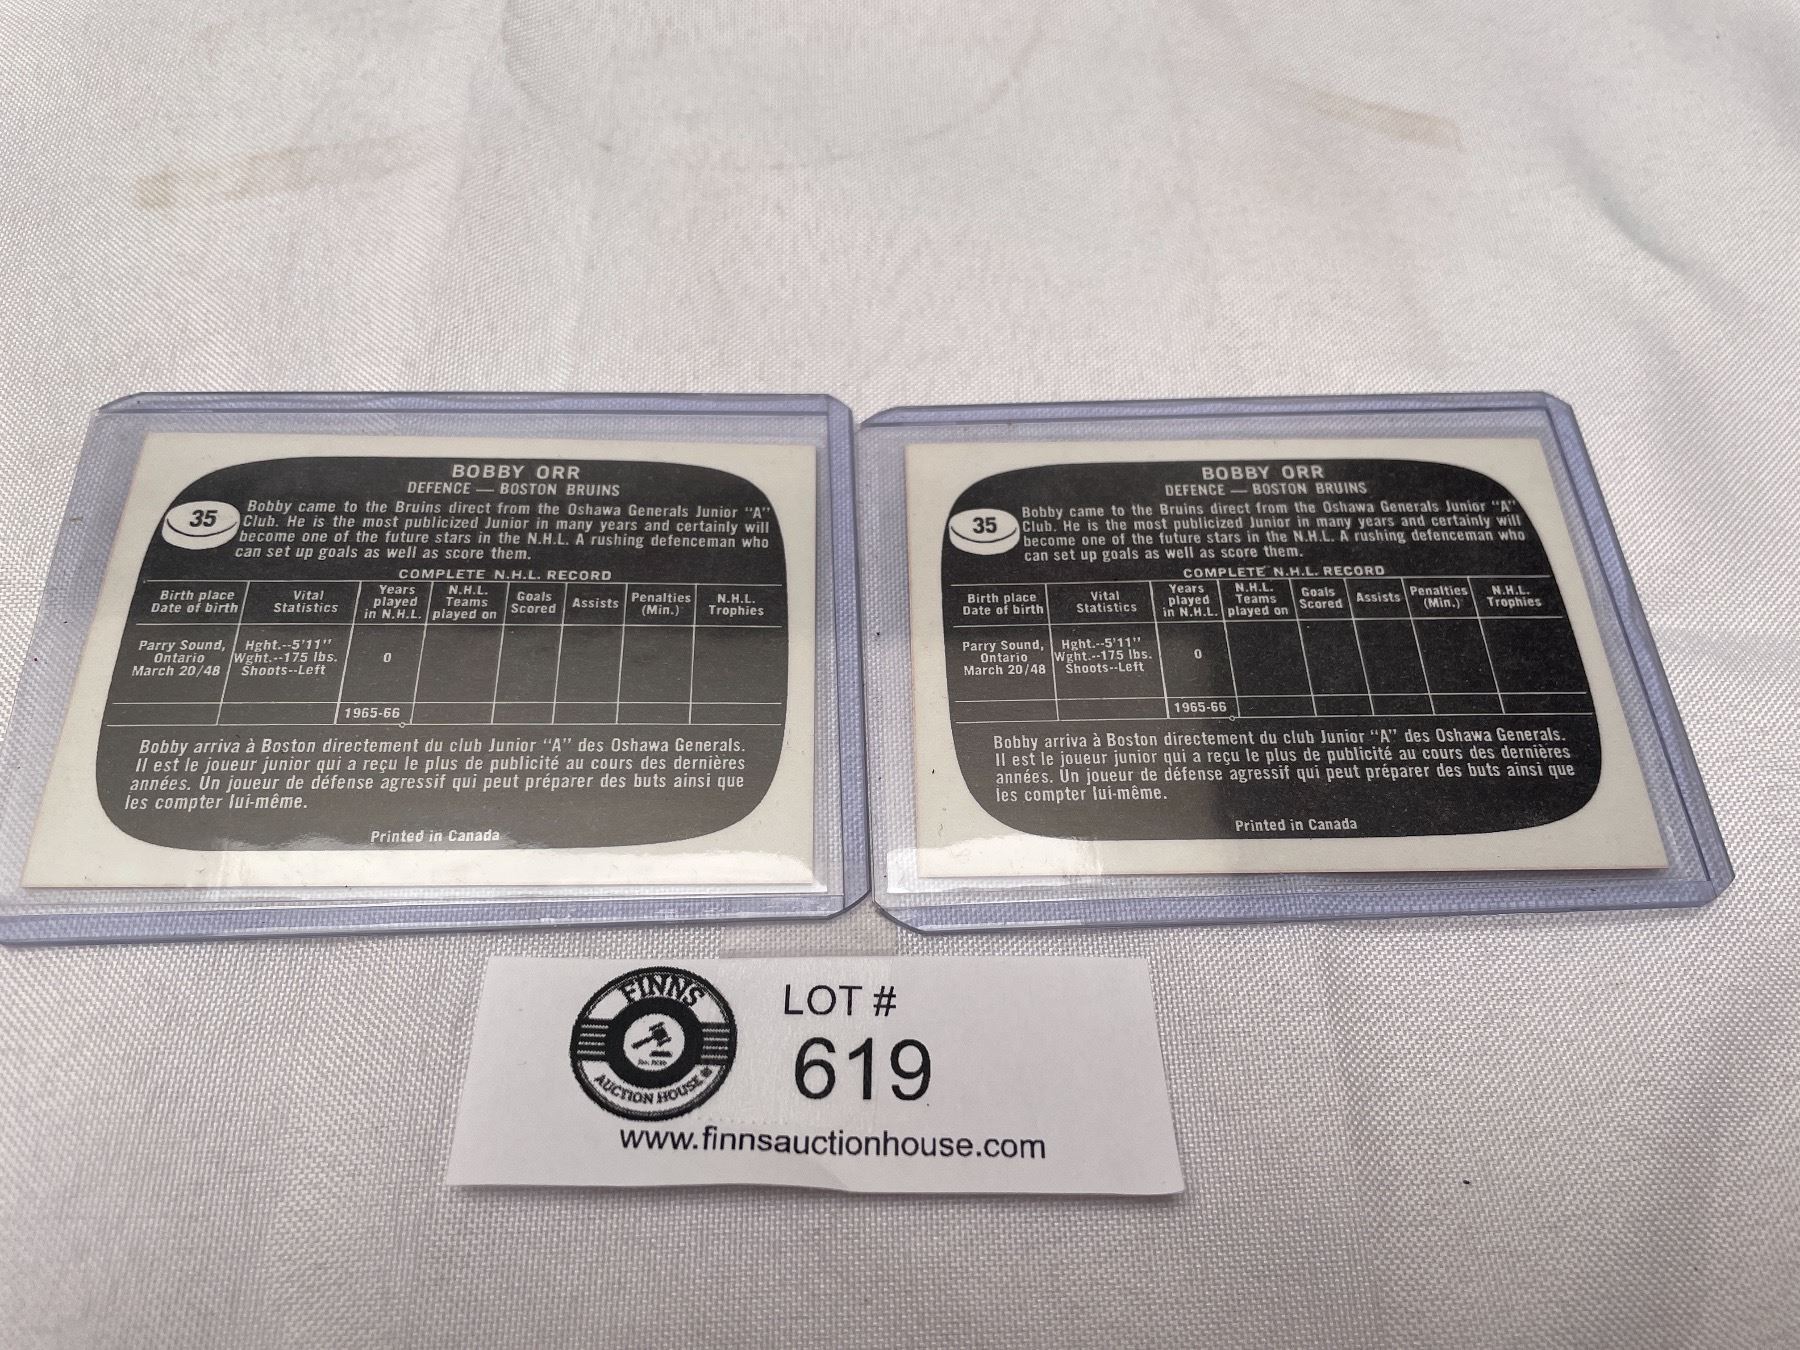 BOBBY ORR
DEFENCE — BOSTON BRUINS
35
Bobby came to the Bruins direct from the Oshawa Generals Junior "A"
Club. He is the most publicized Junior in many years and certainly will
become one of the future stars in the N.H.L. A rushing defenceman who
can set up goals as well as score them.
COMPLETE N.H.L. RECORD
Birth place
Date of birth
Vital
Statistics
Years
played
in N.H.L.
N.H.L.
Teams
played on
Goals
Scored
Assists
Penalties
(Min.)
N.H.L.
Trophies
Parry Sound,
Ontario
March 20/48
Hght.--5'11"
Wght.--175 lbs.
Shoots--Left
0
1965-66
Bobby arriva à Boston directement du club Junior "A" des Oshawa Generals.
Il est le joueur junior qui a reçu le plus de publicité au cours des dernières
années. Un joueur de défense agressif qui peut préparer des buts ainsi que
les compter lui-même.
Printed in Canada
BOBBY ORR
DEFENCE — BOSTON BRUINS
35
Bobby came to the Bruins direct from the Oshawa Generals Junior "A"
Club. He is the most publicized Junior in many years and certainly will
become one of the future stars in the N.H.L. A rushing defenceman who
can set up goals as well as score them.
COMPLETE N.H.L. RECORD
Birth place
Date of birth
Vital
Statistics
Years
played
in N.H.L.
N.H.L.
Teams
played on
Goals
Scored
Assists
Penalties
(Min.)
N.H.L.
Trophies
Parry Sound,
Ontario
March 20/48
Hght.--5'11"
Wght.--175 lbs.
Shoots--Left
0
1965-66
Bobby arriva à Boston directement du club Junior "A" des Oshawa Generals.
Il est le joueur junior qui a reçu le plus de publicité au cours des dernières
années. Un joueur de défense agressif qui peut préparer des buts ainsi que
les compter lui-même.
Printed in Canada
FINNS
AUCTION HOUSE
LOT #
619
www.finnsauctionhouse.com